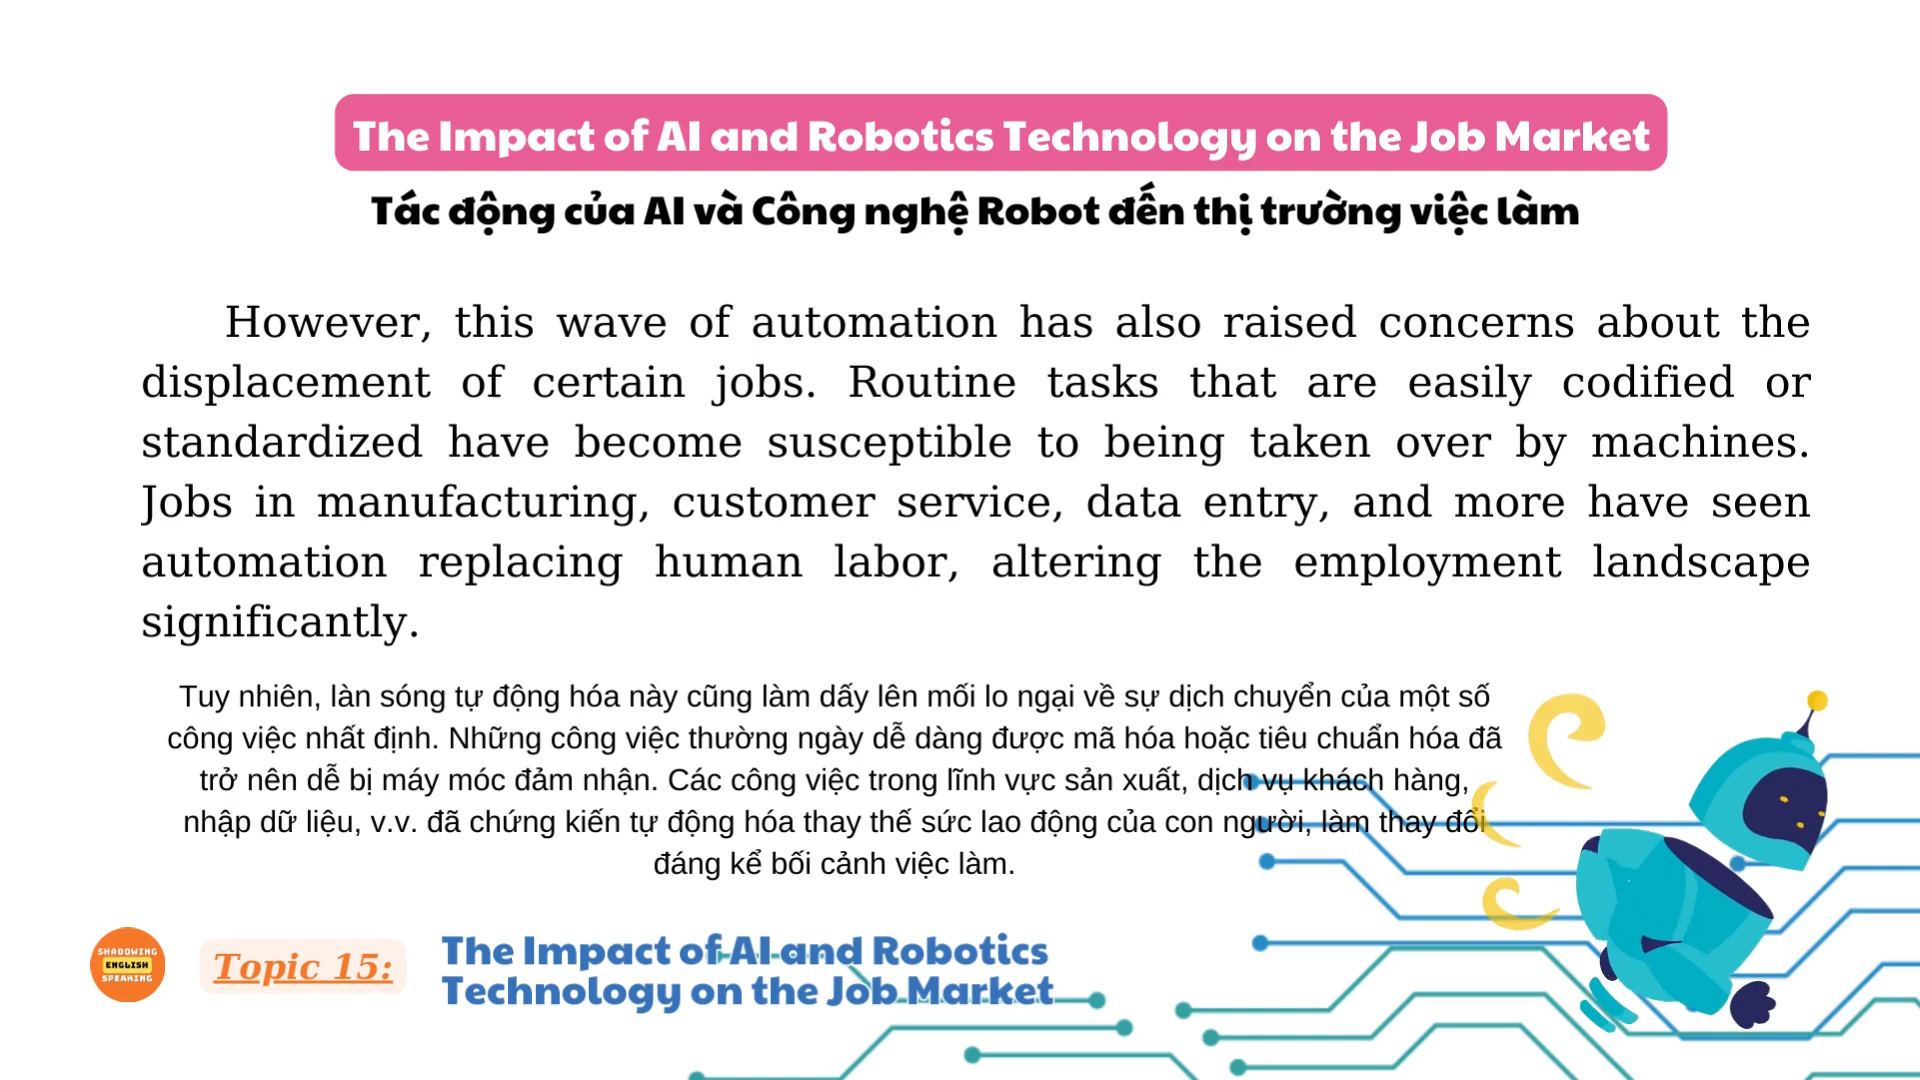 The Impact of AI and Robotics Technology on the Job Market
Tác động của AI và Công nghệ Robot đến thị trường việc làm
However, this wave of automation has also raised concerns about the
displacement of certain jobs. Routine tasks that are easily codified or
standardized have become susceptible to being taken over by machines.
Jobs in manufacturing, customer service, data entry, and more have seen
automation replacing human labor, altering the employment landscape
significantly.
Tuy nhiên, làn sóng tự động hóa này cũng làm dấy lên mối lo ngại về sự dịch chuyển của một số
công việc nhất định. Những công việc thường ngày dễ dàng được mã hóa hoặc tiêu chuẩn hóa đã
trở nên dễ bị máy móc đảm nhận. Các công việc trong lĩnh vực sản xuất, dịch vụ khách hàng,
nhập dữ liệu, v.v. đã chứng kiến tự động hóa thay thế sức lao động của con người, làm thay đổi
đáng kể bối cảnh việc làm.
SHADOWING
ENGLISH
SPEAKING
Topic 15:
The Impact of AI and Robotics
Technology on the Job Market